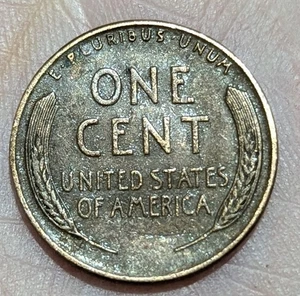 E·PLURIBUS·UNUM
ONE
CENT
UNITED STATES
OF AMERICA